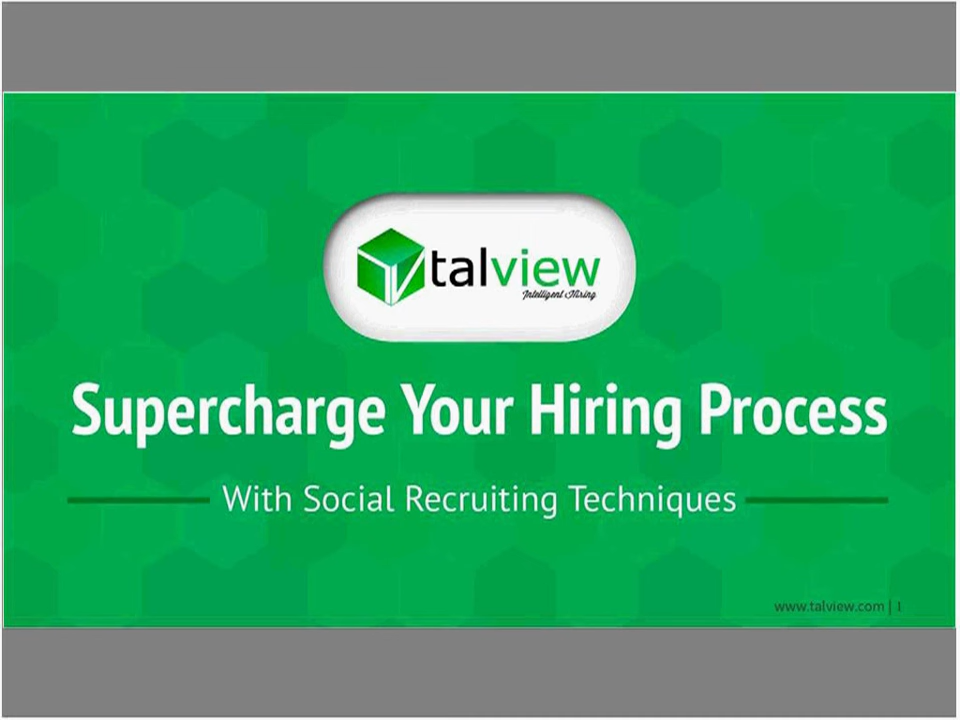 talview
Intelligent Hiring
Supercharge Your Hiring Process
With Social Recruiting Techniques
www.talview.com | 1